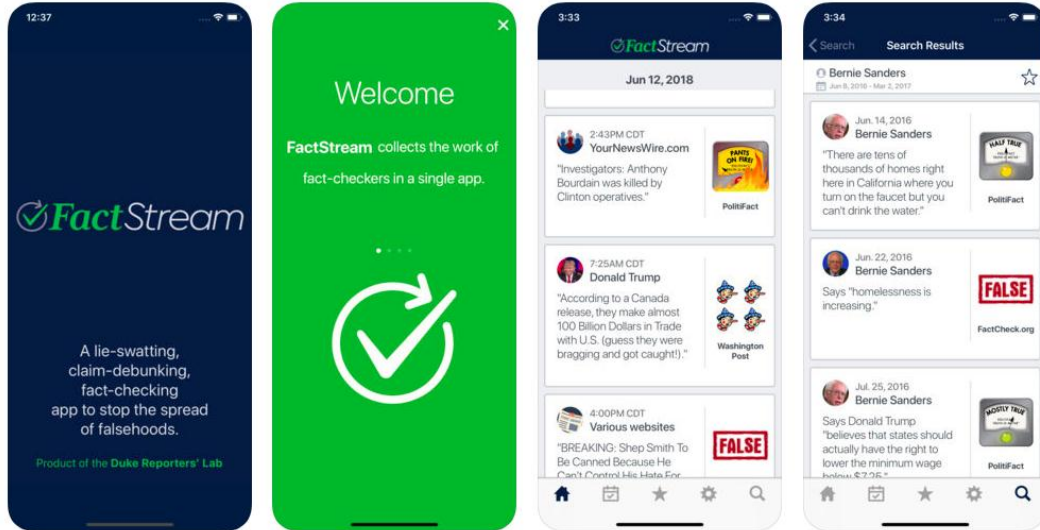 12:37
FactStream
A lie-swatting,
claim-debunking,
fact-checking
app to stop the spread
of falsehoods.
Product of the Duke Reporters' Lab
Welcome
FactStream collects the work of
fact-checkers in a single app.
3:33
FactStream
Jun 12, 2018
2:43PM CDT
YourNewsWire.com
"Investigators: Anthony
Bourdain was killed by
Clinton operatives."
PANTS
ON FIRE!
PolitiFact
7:25AM CDT
Donald Trump
"According to a Canada
release, they make almost
100 Billion Dollars in Trade
with U.S. (guess they were
bragging and got caught!)."
Washington
Post
4:00PM CDT
Various websites
"BREAKING: Shep Smith To
Be Canned Because He
Can't Control His Hate For
FALSE
3:34
Search
Search Results
Bernie Sanders
Jun 8, 2016 - Mar 2, 2017
Jun. 14, 2016
Bernie Sanders
"There are tens of
thousands of homes right
here in California where you
turn on the faucet but you
can't drink the water."
HALF TRUE
PolitiFact
Jun. 22, 2016
Bernie Sanders
Says "homelessness is
increasing."
FALSE
FactCheck.org
Jul. 25, 2016
Bernie Sanders
Says Donald Trump
"believes that states should
actually have the right to
lower the minimum wage
below $7.25."
MOSTLY TRUE
PolitiFact